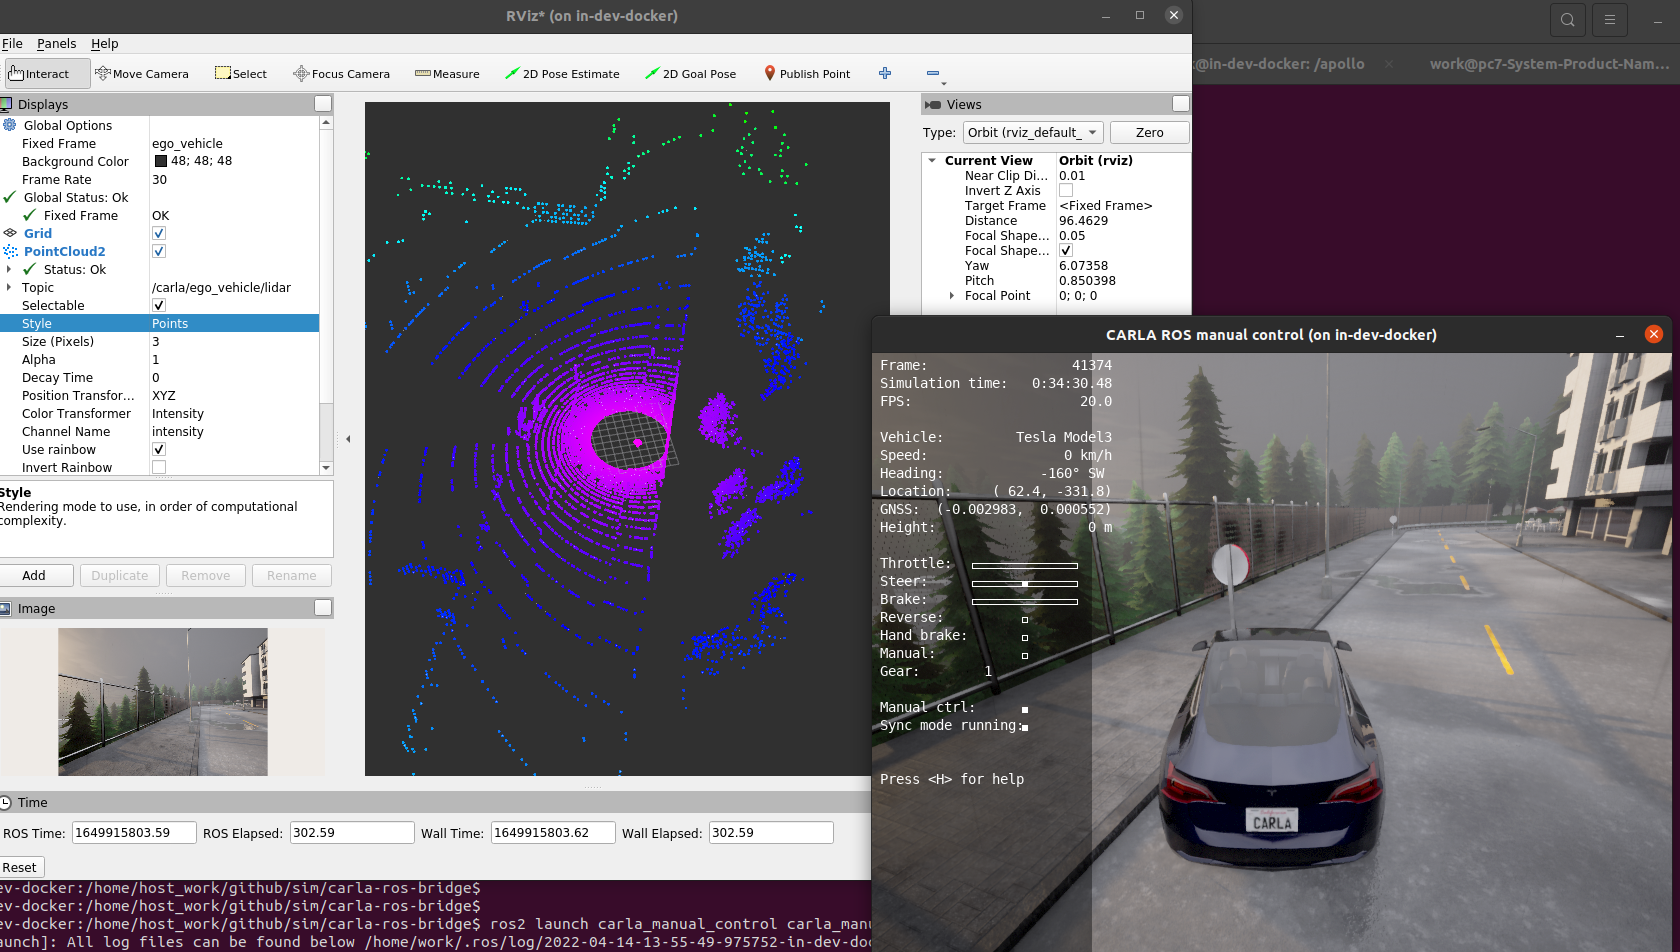 RViz* (on in-dev-docker)
File Panels Help
Interact Move Camera Select Focus Camera Measure 2D Pose Estimate 2D Goal Pose Publish Point
@in-dev-docker: /apollo
work@pc7-System-Product-Nam...
Displays
Global Options
Fixed Frame ego_vehicle
Background Color 48; 48; 48
Frame Rate 30
Global Status: Ok
Fixed Frame OK
Grid
PointCloud2
Status: Ok
Topic /carla/ego_vehicle/lidar
Selectable
Style Points
Size (Pixels) 3
Alpha 1
Decay Time 0
Position Transfor... XYZ
Color Transformer Intensity
Channel Name intensity
Use rainbow
Invert Rainbow
Style
Rendering mode to use, in order of computational
complexity.
Add Duplicate Remove Rename
Image
Views
Type: Orbit (rviz_default_ Zero
Current View Orbit (rviz)
Near Clip Di... 0.01
Invert Z Axis
Target Frame <Fixed Frame>
Distance 96.4629
Focal Shape... 0.05
Focal Shape...
Yaw 6.07358
Pitch 0.850398
Focal Point 0; 0; 0
CARLA ROS manual control (on in-dev-docker)
Frame: 41374
Simulation time: 0:34:30.48
FPS: 20.0
Vehicle: Tesla Model3
Speed: 0 km/h
Heading: -160° SW
Location: ( 62.4, -331.8)
GNSS: (-0.002983, 0.000552)
Height: 0 m
Throttle:
Steer:
Brake:
Reverse:
Hand brake:
Manual:
Gear: 1
Manual ctrl:
Sync mode running:
Press <H> for help
CARLA
Time
ROS Time: 1649915803.59 ROS Elapsed: 302.59 Wall Time: 1649915803.62 Wall Elapsed: 302.59
Reset
ev-docker:/home/host_work/github/sim/carla-ros-bridge$
ev-docker:/home/host_work/github/sim/carla-ros-bridge$
ev-docker:/home/host_work/github/sim/carla-ros-bridge$ ros2 launch carla_manual_control carla_manu
aunch]: All log files can be found below /home/work/.ros/log/2022-04-14-13-55-49-975752-in-dev-doc